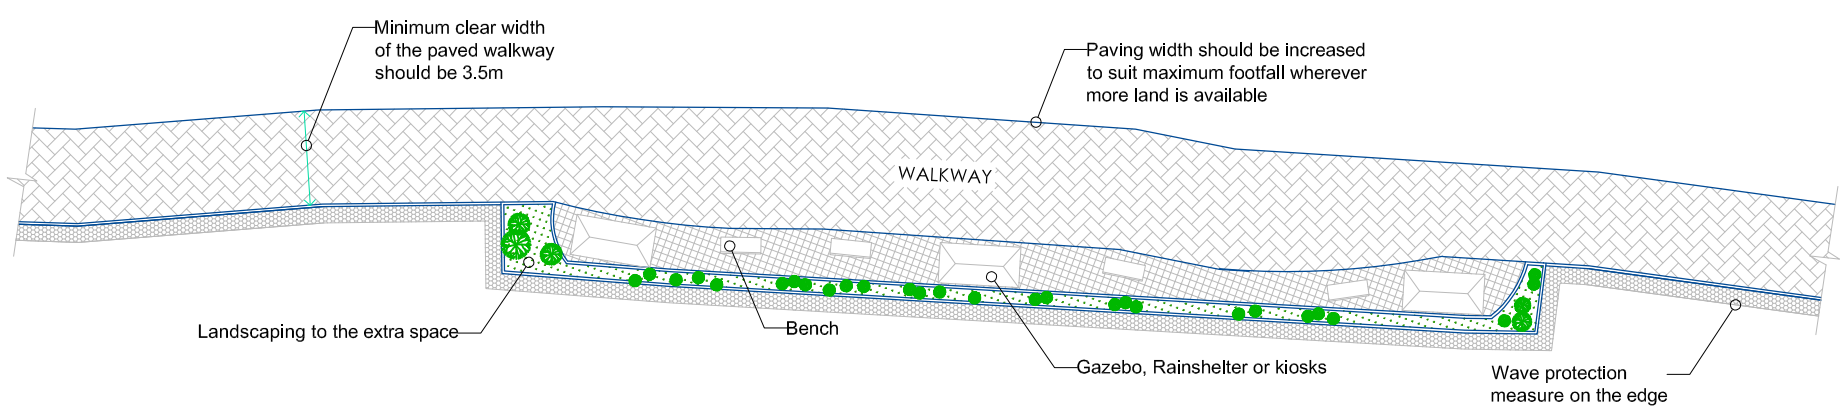 Minimum clear width
of the paved walkway
should be 3.5m
Paving width should be increased
to suit maximum footfall wherever
more land is available
WALKWAY
Landscaping to the extra space
Bench
Gazebo, Rainshelter or kiosks
Wave protection
measure on the edge